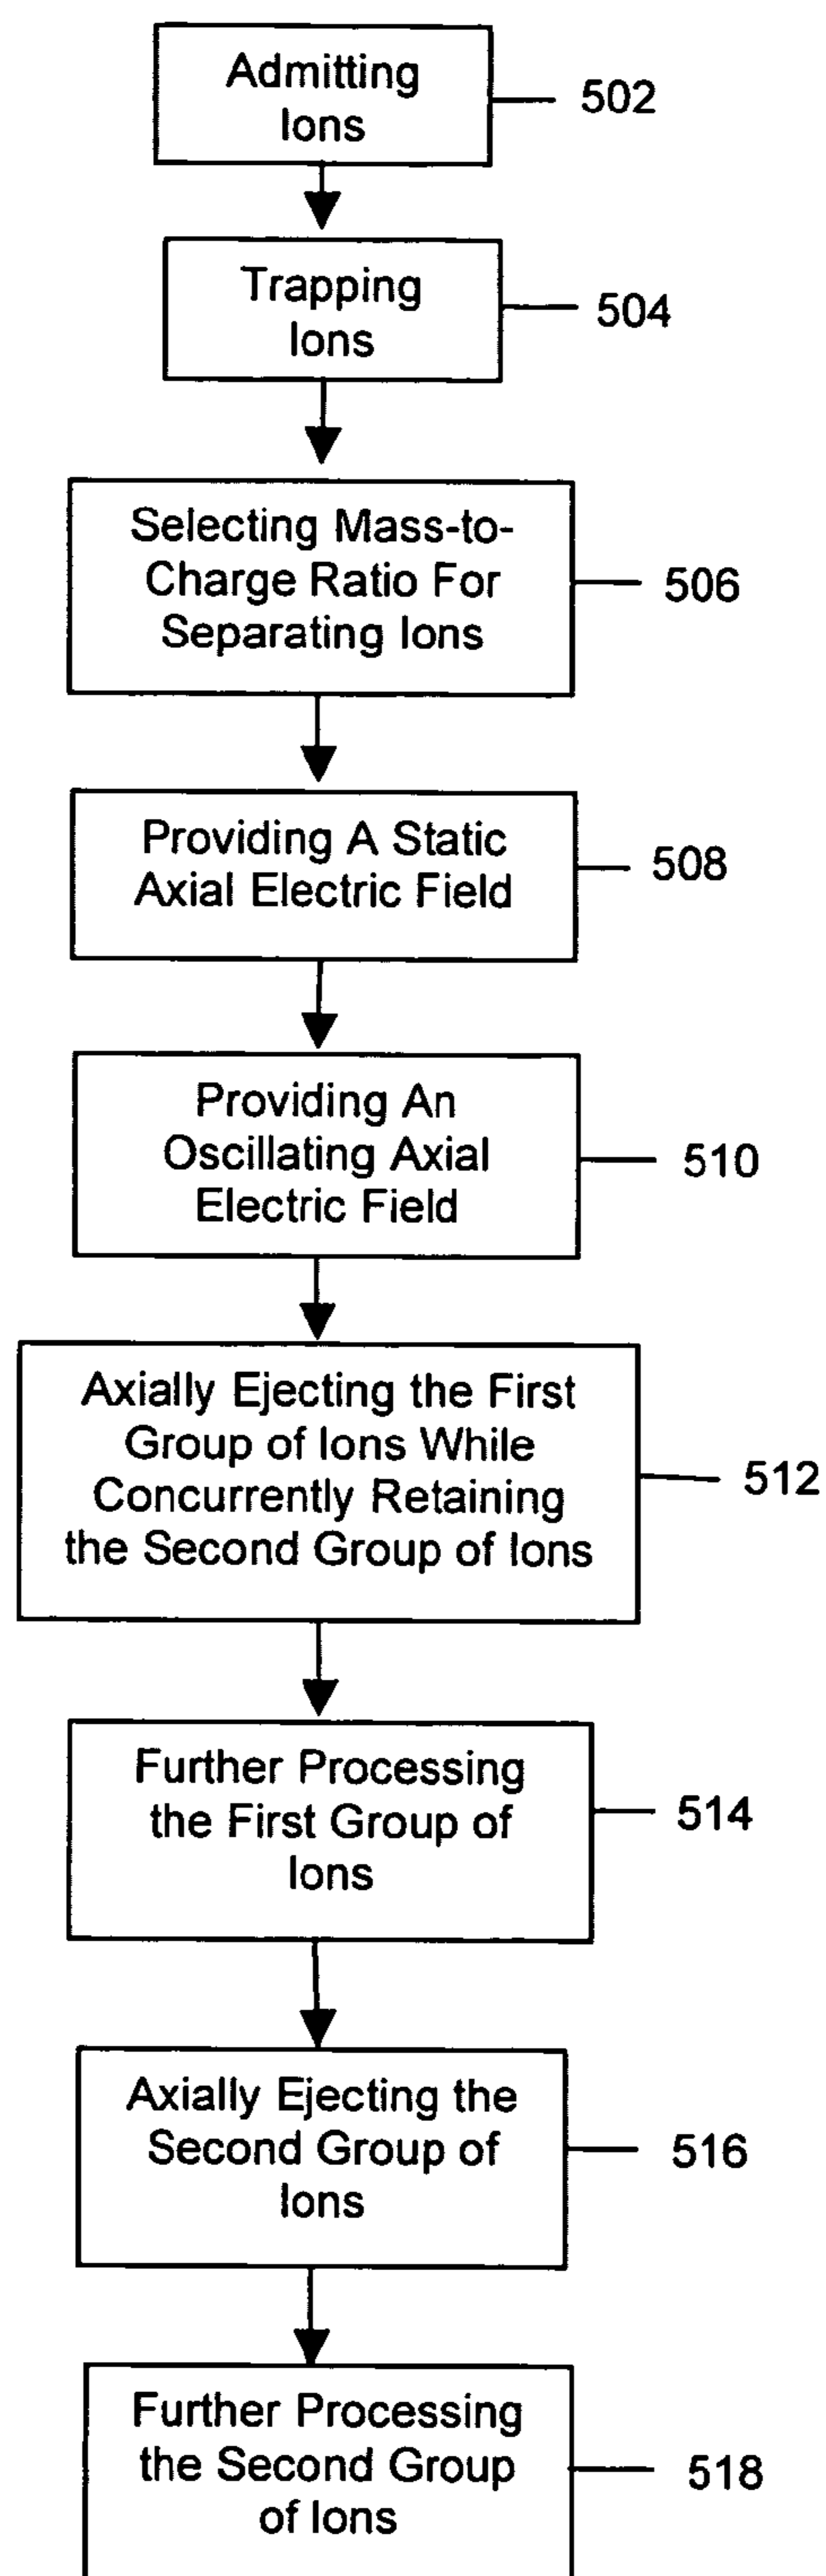 Admitting
Ions
502
Trapping
Ions
504
Selecting Mass-to-
Charge Ratio For
Separating Ions
506
Providing A Static
Axial Electric Field
508
Providing An
Oscillating Axial
Electric Field
510
Axially Ejecting the First
Group of Ions While
Concurrently Retaining
the Second Group of Ions
512
Further Processing
the First Group of
Ions
514
Axially Ejecting the
Second Group of
Ions
516
Further Processing
the Second Group
of Ions
518